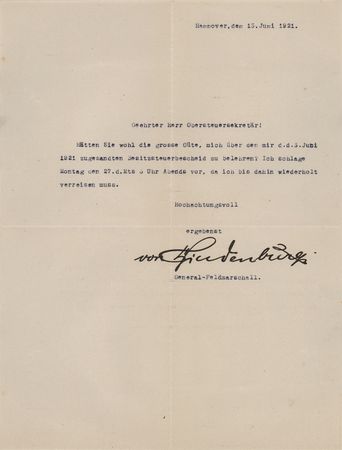 Hannover,den 15.Juni 1921.
Geehrter Herr Obersteuersekretär!
Hätten Sie wohl die grosse Güte, mich über den mir d.d.3.Juni
1921 zugesandten Besitzsteuerbescheid zu belehren? Ich schlage
Montag den 27.d.Mts 6 Uhr Abends vor, da ich bis dahin wiederholt
verreisen muss.
Hochachtungsvoll
ergebenst
von Hindenburg
General-Feldmarschall.